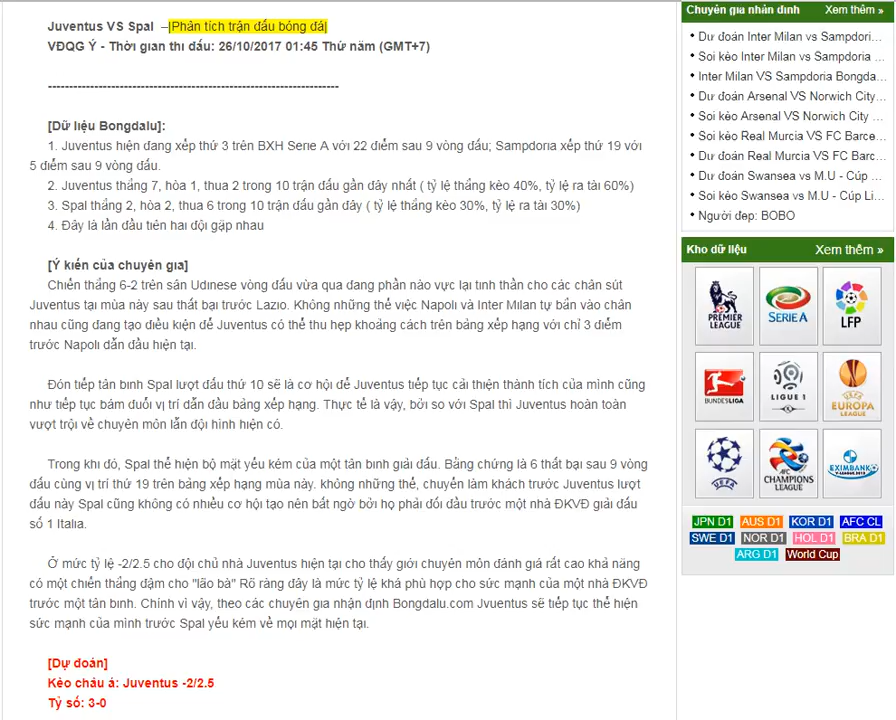 Juventus VS Spal –|Phân tích trận đấu bóng đá|
VĐQG Ý - Thời gian thi đấu: 26/10/2017 01:45 Thứ năm (GMT+7)
---------------------------------------------------------------------
[Dữ liệu Bongdalu]:
1. Juventus hiện đang xếp thứ 3 trên BXH Serie A với 22 điểm sau 9 vòng đấu; Sampdoria xếp thứ 19 với
5 điểm sau 9 vòng đấu.
2. Juventus thắng 7, hòa 1, thua 2 trong 10 trận đấu gần đây nhất ( tỷ lệ thắng kèo 40%, tỷ lệ ra tài 60%)
3. Spal thắng 2, hòa 2, thua 6 trong 10 trận đấu gần đây ( tỷ lệ thắng kèo 30%, tỷ lệ ra tài 30%)
4. Đây là lần đầu tiên hai đội gặp nhau
[Ý kiến của chuyên gia]
Chiến thắng 6-2 trên sân Udinese vòng đấu vừa qua đang phần nào vực lại tinh thần cho các chân sút
Juventus tại mùa này sau thất bại trước Lazio. Không những thế việc Napoli và Inter Milan tự bắn vào chân
nhau cũng đang tạo điều kiện để Juventus có thể thu hẹp khoảng cách trên bảng xếp hạng với chỉ 3 điểm
trước Napoli dẫn đầu hiện tại.
Đón tiếp tân binh Spal lượt đấu thứ 10 sẽ là cơ hội để Juventus tiếp tục cải thiện thành tích của mình cũng
như tiếp tục bám đuổi vị trí dẫn đầu bảng xếp hạng. Thực tế là vậy, bởi so với Spal thì Juventus hoàn toàn
vượt trội về chuyên môn lẫn đội hình hiện có.
Trong khi đó, Spal thể hiện bộ mặt yếu kém của một tân binh giải đấu. Bằng chứng là 6 thất bại sau 9 vòng
đấu cùng vị trí thứ 19 trên bảng xếp hạng mùa này. không những thế, chuyến làm khách trước Juventus lượt
đấu này Spal cũng không có nhiều cơ hội tạo nên bất ngờ bởi họ phải đối đầu trước một nhà ĐKVĐ giải đấu
số 1 Italia.
Ở mức tỷ lệ -2/2.5 cho đội chủ nhà Juventus hiện tại cho thấy giới chuyên môn đánh giá rất cao khả năng
có một chiến thắng đậm cho "lão bà" Rõ ràng đây là mức tỷ lệ khá phù hợp cho sức mạnh của một nhà ĐKVĐ
trước một tân binh. Chính vì vậy, theo các chuyên gia nhận định Bongdalu.com Jvuentus sẽ tiếp tục thể hiện
sức mạnh của mình trước Spal yếu kém về mọi mặt hiện tại.
[Dự đoán]
Kèo châu á: Juventus -2/2.5
Tỷ số: 3-0
Chuyên gia nhận định Xem thêm »
Dự đoán Inter Milan vs Sampdori...
Soi kèo Inter Milan vs Sampdoria ...
Inter Milan VS Sampdoria Bongda...
Dự đoán Arsenal VS Norwich City...
Soi kèo Arsenal VS Norwich City ...
Soi kèo Real Murcia VS FC Barce...
Dự đoán Real Murcia VS FC Barc...
Dự đoán Swansea vs M.U - Cúp ...
Soi kèo Swansea vs M.U - Cúp Li...
Người đẹp: BOBO
Kho dữ liệu Xem thêm »
PREMIER LEAGUE
SERIE A
LFP
BUNDESLIGA
LIGUE 1
UEFA EUROPA LEAGUE
UEFA
AFC CHAMPIONS LEAGUE
EXIMBANK
V-LEAGUE 2013
JPN D1 AUS D1 KOR D1 AFC CL
SWE D1 NOR D1 HOL D1 BRA D1
ARG D1 World Cup